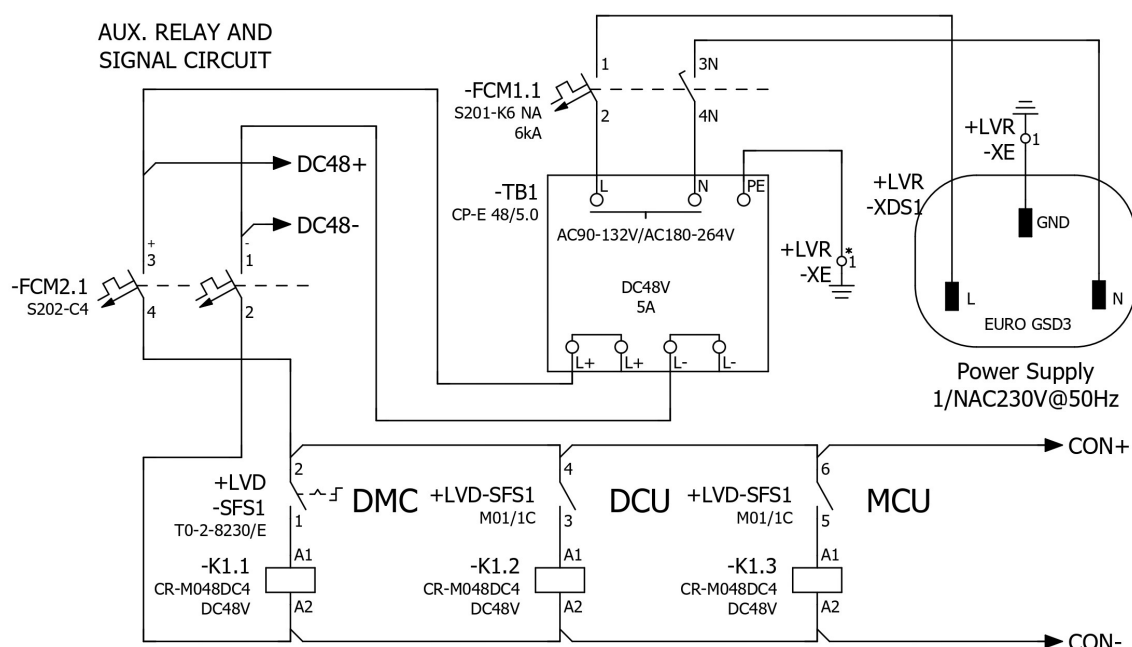 AUX. RELAY AND
SIGNAL CIRCUIT
-FCM1.1
S201-K6 NA
6kA
1
2
3N
4N
+LVR
-XE
1
GND
+LVR
-XDS1
L
N
EURO GSD3
Power Supply
1/NAC230V@50Hz
-TB1
CP-E 48/5.0
L
N
PE
AC90-132V/AC180-264V
DC48V
5A
L+
L+
L-
L-
+LVR
-XE
*
1
DC48+
DC48-
+
3
-
1
-FCM2.1
S202-C4
4
2
CON+
+LVD
-SFS1
T0-2-8230/E
2
1
DMC
+LVD-SFS1
M01/1C
4
3
DCU
+LVD-SFS1
M01/1C
6
5
MCU
-K1.1
CR-M048DC4
DC48V
A1
A2
-K1.2
CR-M048DC4
DC48V
A1
A2
-K1.3
CR-M048DC4
DC48V
A1
A2
CON-